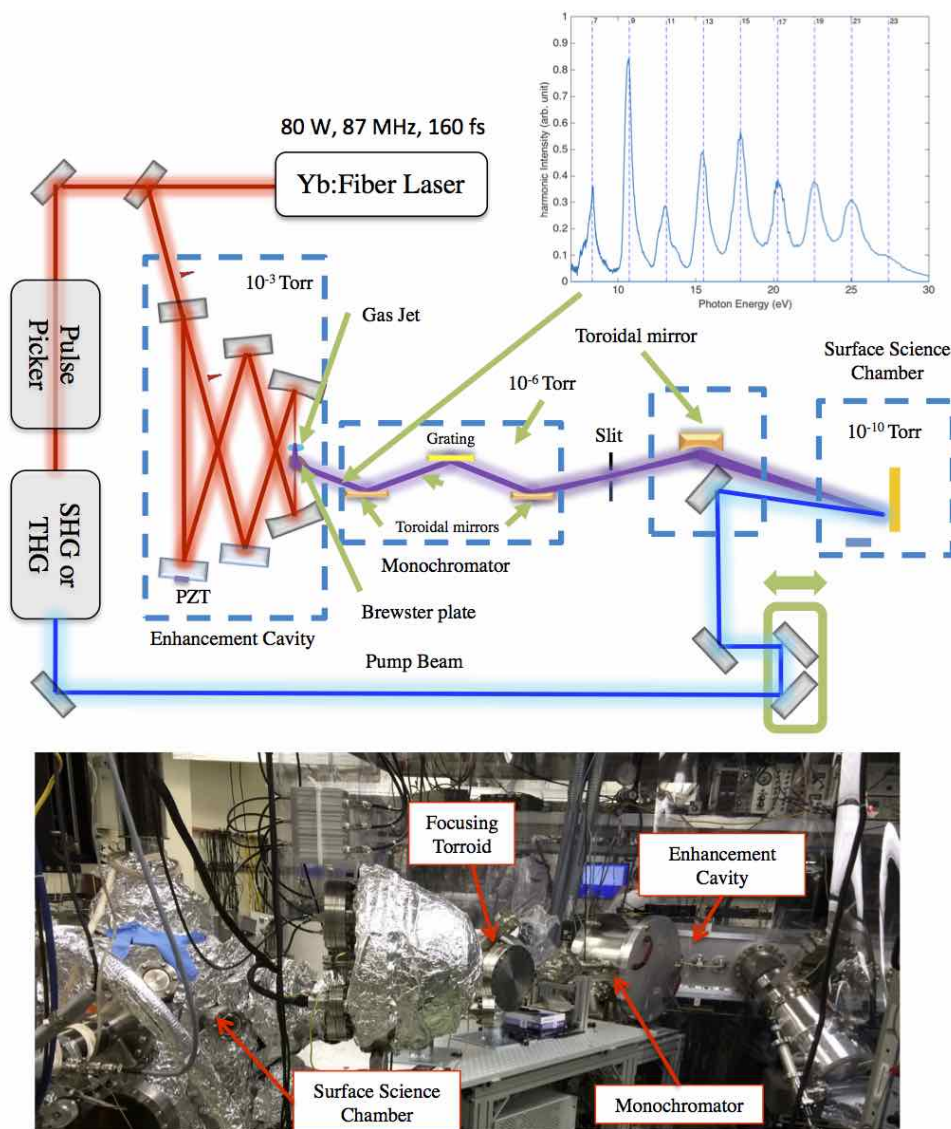 7 9 11 13 15 17 19 21 23
1
0.9
0.8
0.7
0.6
0.5
0.4
0.3
0.2
0.1
0
harmonic Intensity (arb. unit)
10 15 20 25 30
Photon Energy (eV)
80 W, 87 MHz, 160 fs
Yb:Fiber Laser
10-3 Torr
Gas Jet
Pulse
Picker
Toroidal mirror
Surface Science
Chamber
10-6 Torr
10-10 Torr
Grating
Slit
SHG or
THG
Toroidal mirrors
Monochromator
PZT
Brewster plate
Enhancement Cavity
Pump Beam
Focusing
Torroid
Enhancement
Cavity
Surface Science
Chamber
Monochromator